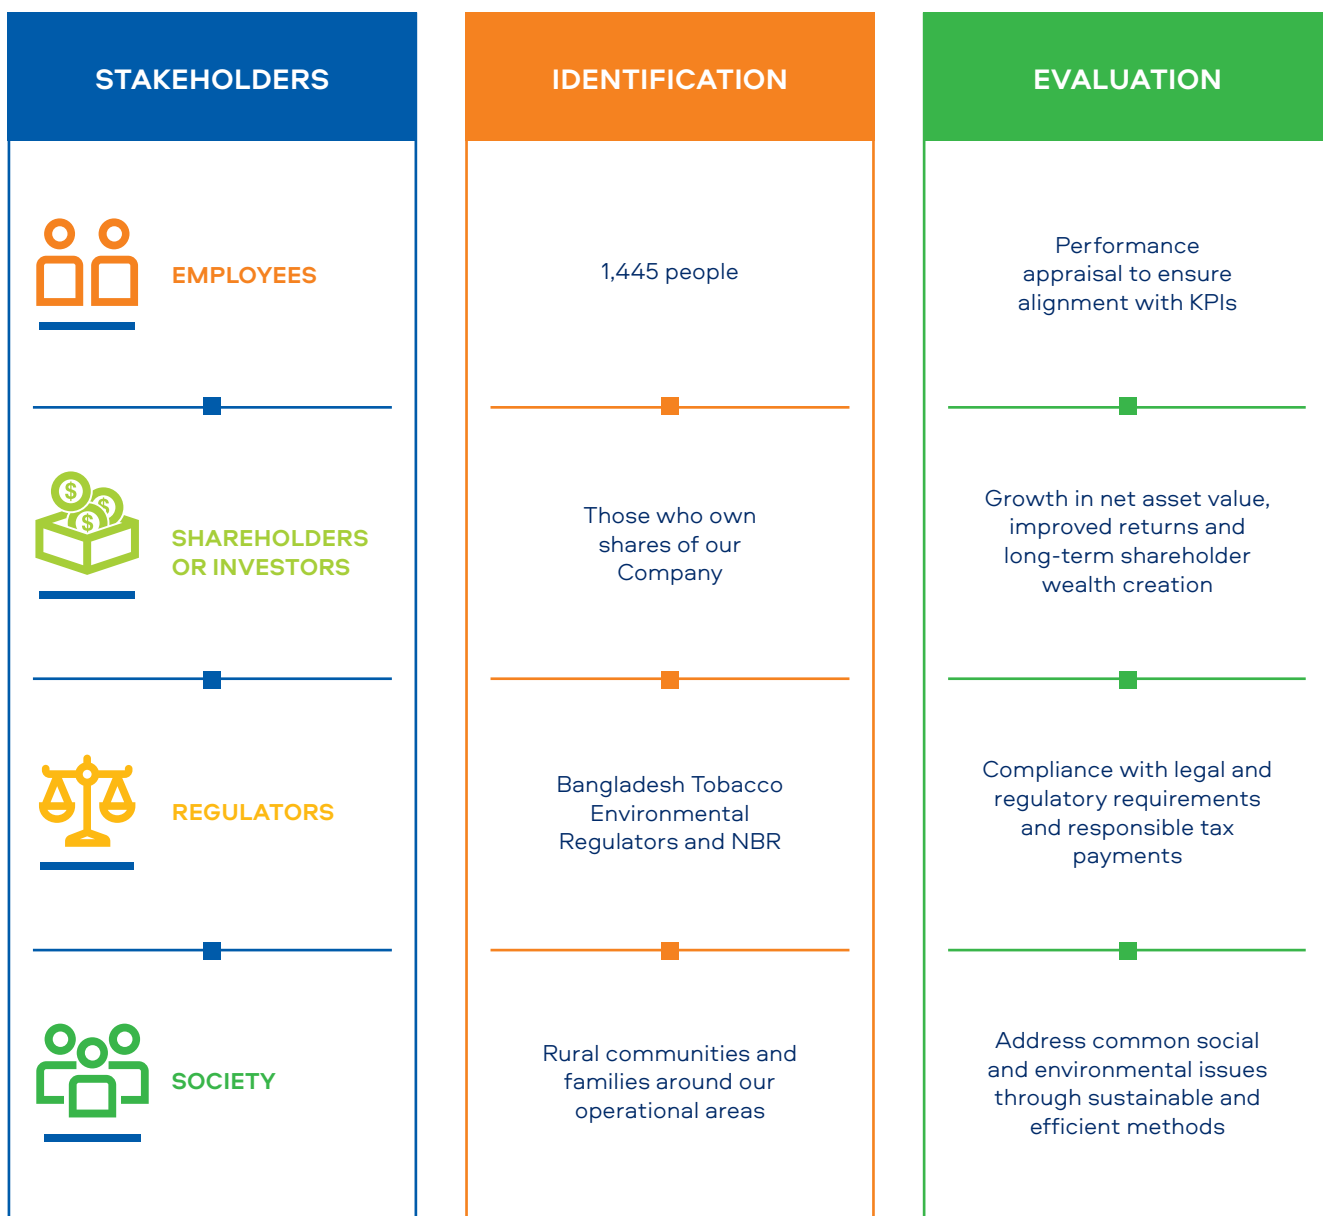 STAKEHOLDERS
IDENTIFICATION
EVALUATION
EMPLOYEES
1,445 people
Performance
appraisal to ensure
alignment with KPIs
$
$
$
SHAREHOLDERS
OR INVESTORS
Those who own
shares of our
Company
Growth in net asset value,
improved returns and
long-term shareholder
wealth creation
REGULATORS
Bangladesh Tobacco
Environmental
Regulators and NBR
Compliance with legal and
regulatory requirements
and responsible tax
payments
SOCIETY
Rural communities and
families around our
operational areas
Address common social
and environmental issues
through sustainable and
efficient methods